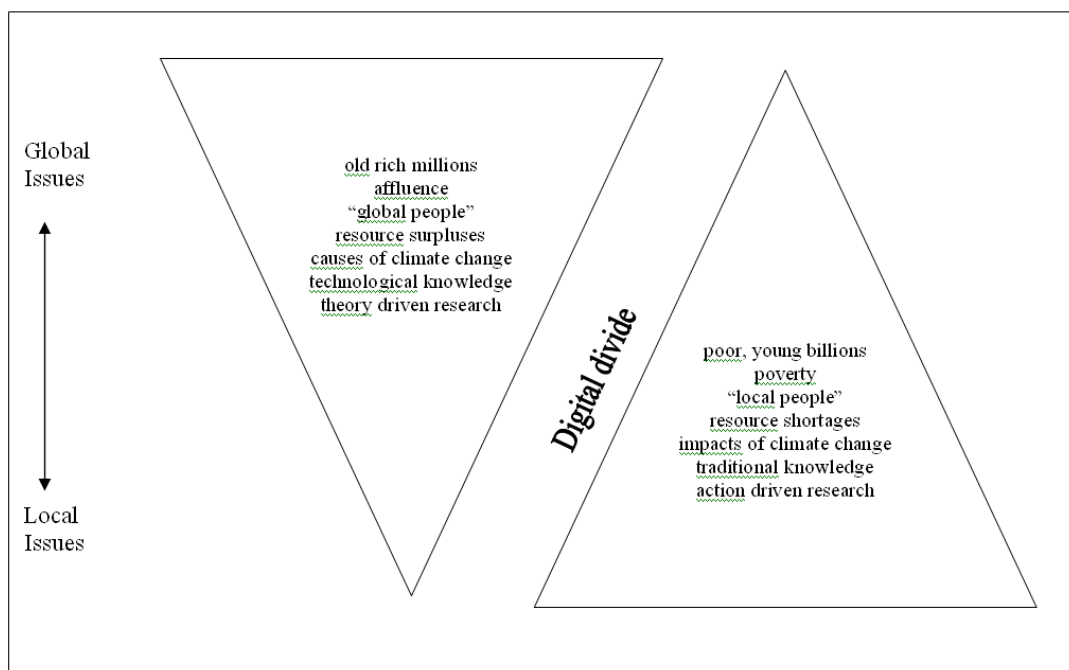 Global
Issues
Local
Issues
old rich millions
affluence
“global people”
resource surpluses
causes of climate change
technological knowledge
theory driven research
Digital divide
poor, young billions
poverty
“local people”
resource shortages
impacts of climate change
traditional knowledge
action driven research